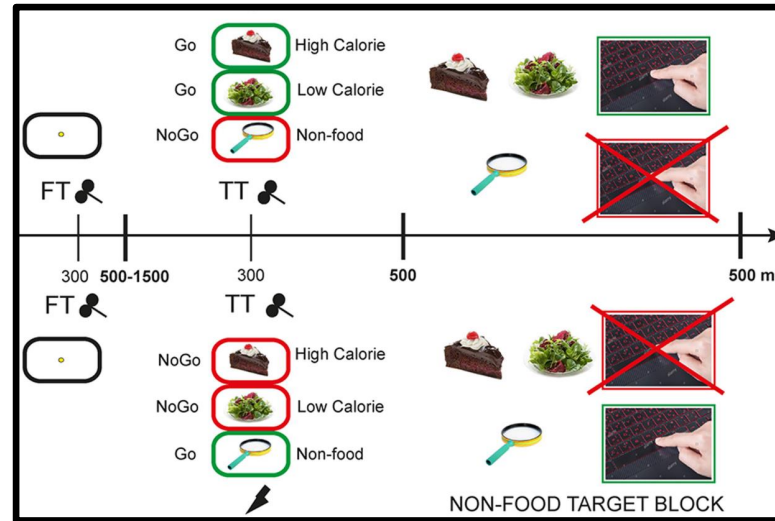 Go High Calorie
Go Low Calorie
NoGo Non-food
FT TT
300 500-1500 300 500 500 m
FT TT
NoGo High Calorie
NoGo Low Calorie
Go Non-food
NON-FOOD TARGET BLOCK